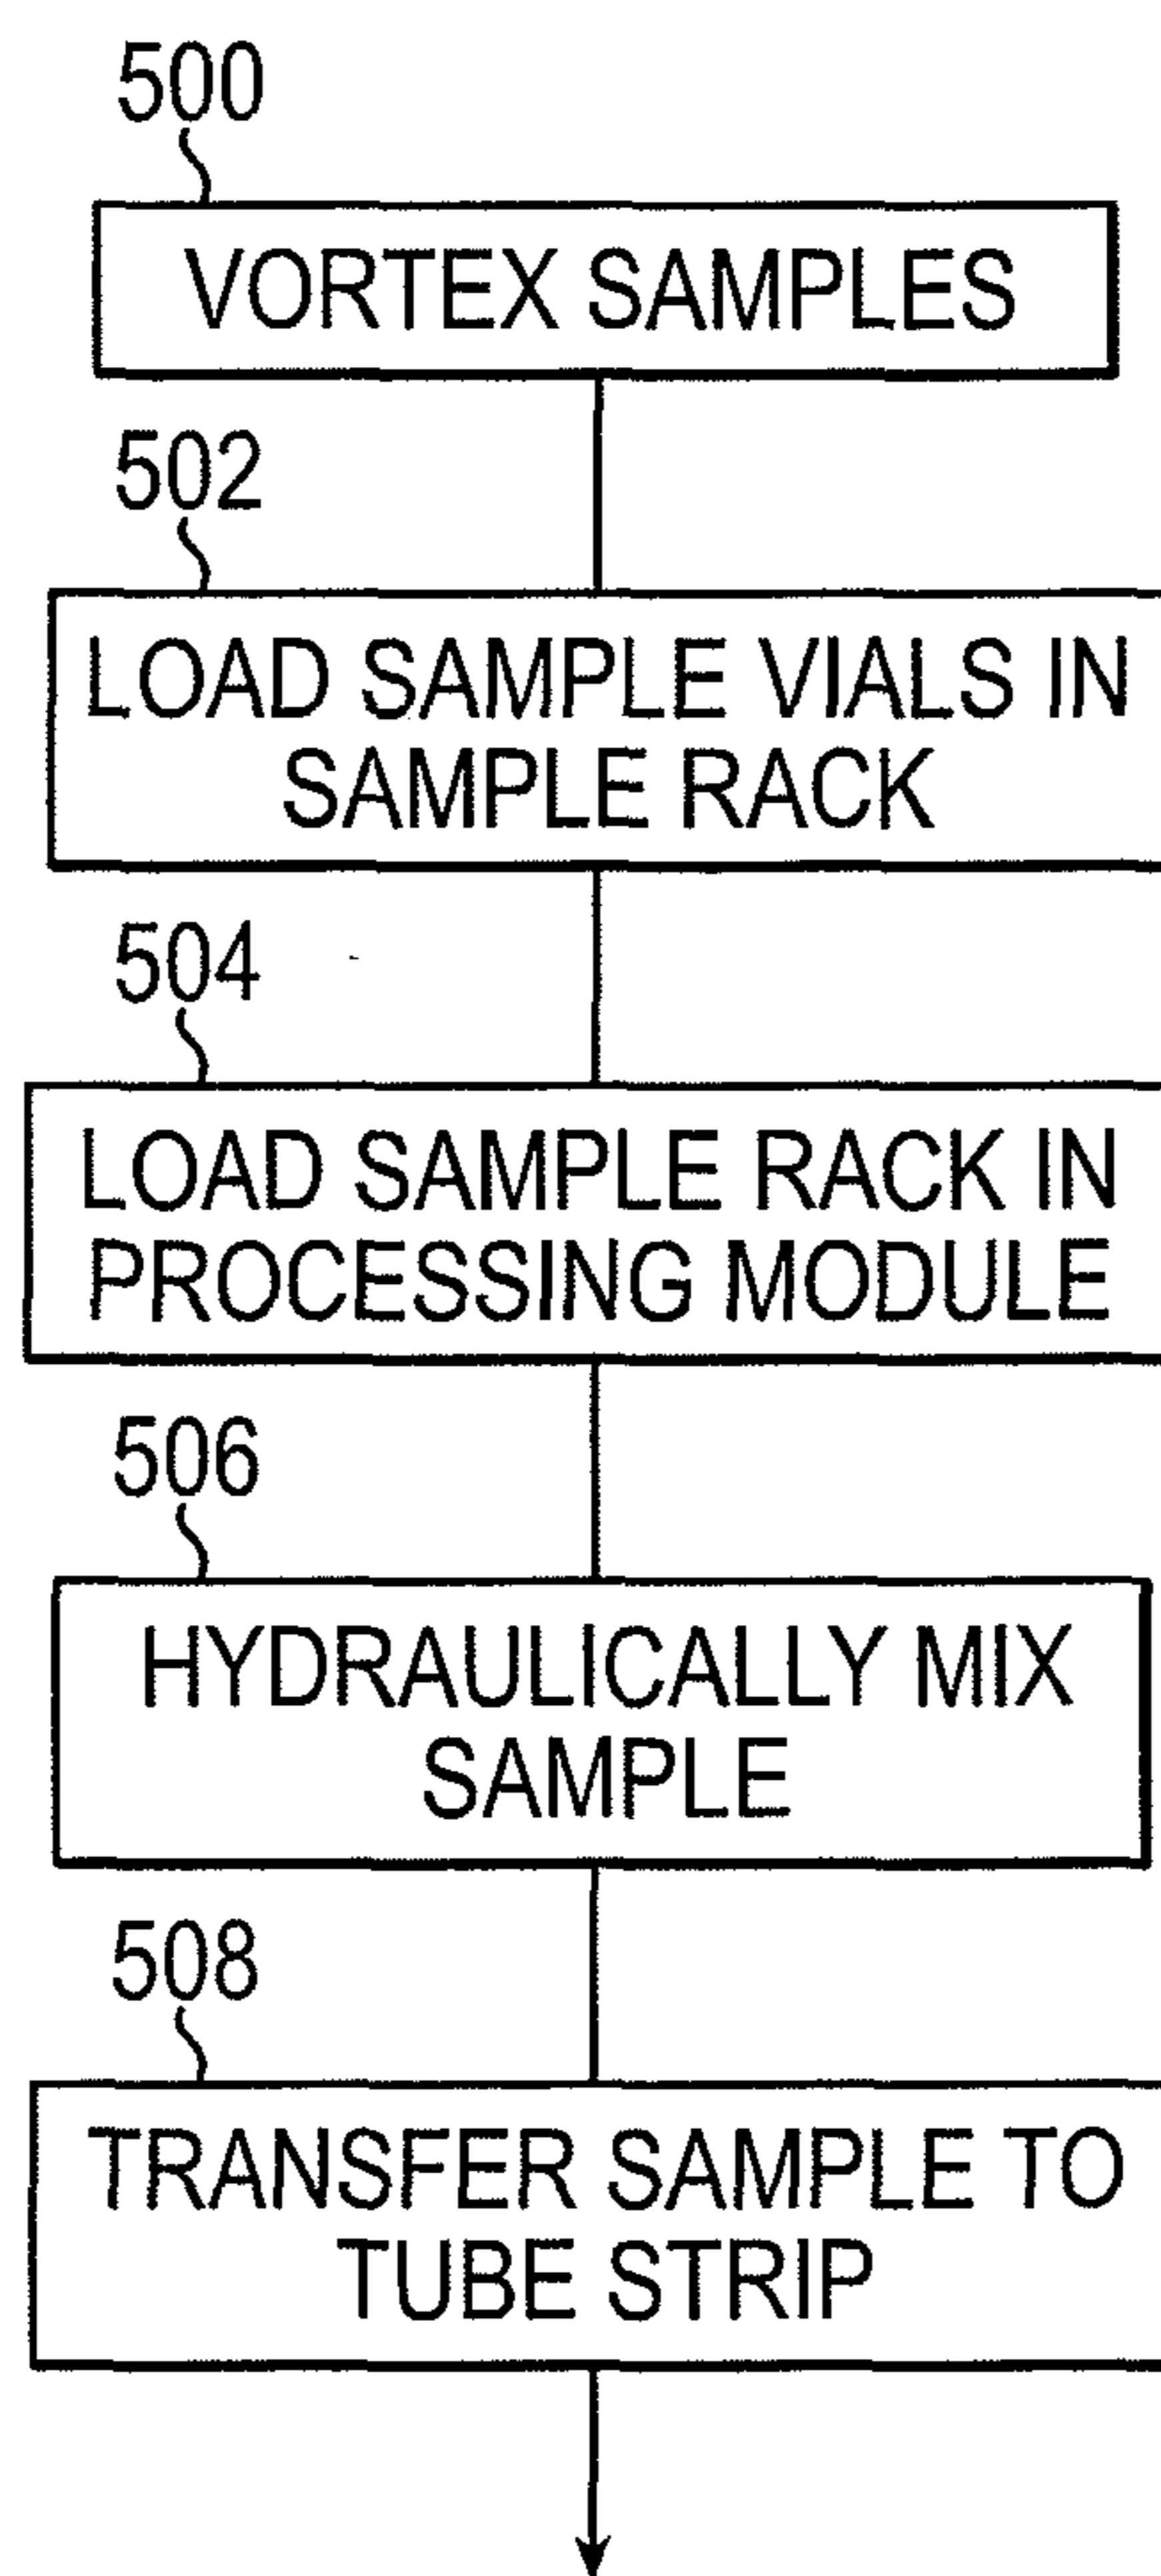 500
VORTEX SAMPLES
502
LOAD SAMPLE VIALS IN
SAMPLE RACK
504
LOAD SAMPLE RACK IN
PROCESSING MODULE
506
HYDRAULICALLY MIX
SAMPLE
508
TRANSFER SAMPLE TO
TUBE STRIP